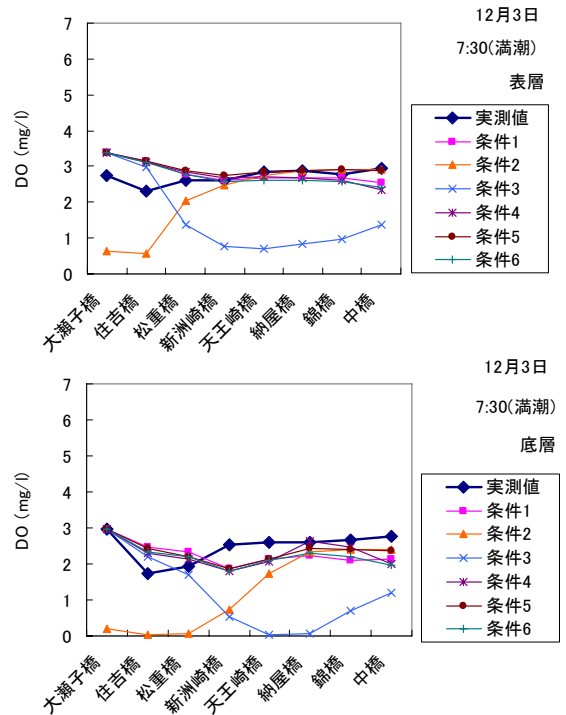 12月3日
7:30(満潮)
表層
DO (mg/l)
7
6
5
4
3
2
1
0
大瀬子橋
住吉橋
松重橋
新洲崎橋
天王崎橋
納屋橋
錦橋
中橋
実測値
条件1
条件2
条件3
条件4
条件5
条件6
12月3日
7:30(満潮)
底層
DO (mg/l)
7
6
5
4
3
2
1
0
大瀬子橋
住吉橋
松重橋
新洲崎橋
天王崎橋
納屋橋
錦橋
中橋
実測値
条件1
条件2
条件3
条件4
条件5
条件6